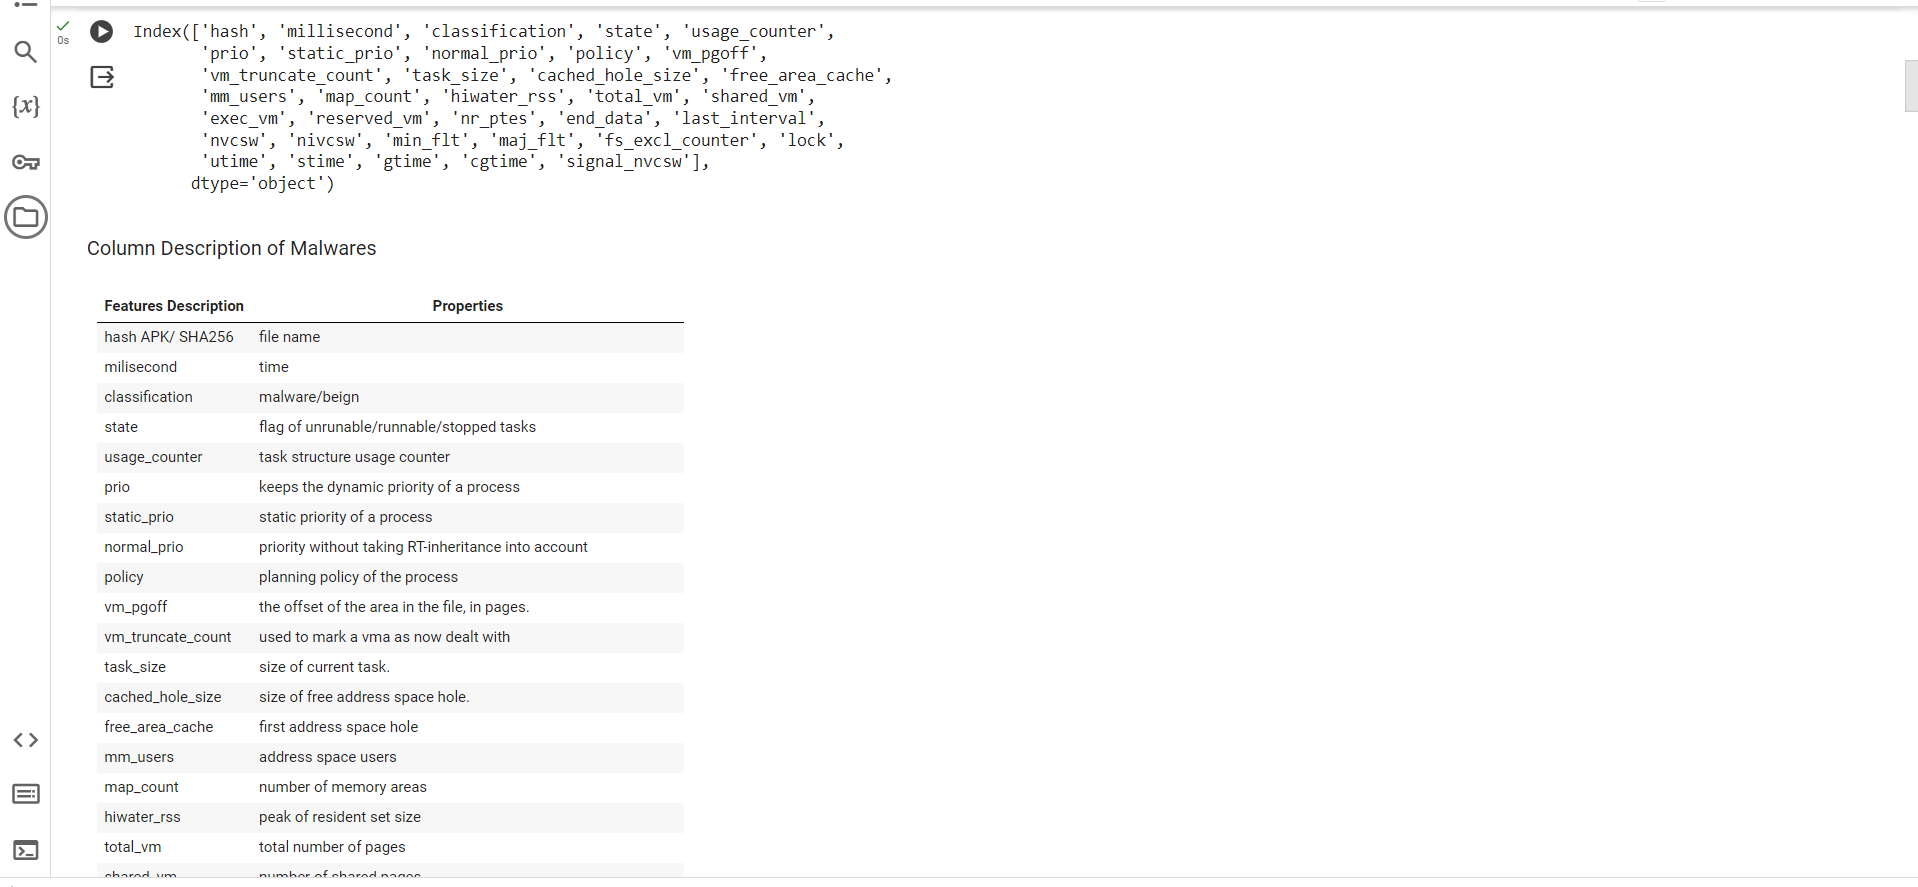 0s
Index(['hash', 'millisecond', 'classification', 'state', 'usage_counter',
'prio', 'static_prio', 'normal_prio', 'policy', 'vm_pgoff',
'vm_truncate_count', 'task_size', 'cached_hole_size', 'free_area_cache',
'mm_users', 'map_count', 'hiwater_rss', 'total_vm', 'shared_vm',
'exec_vm', 'reserved_vm', 'nr_ptes', 'end_data', 'last_interval',
'nvcsw', 'nivcsw', 'min_flt', 'maj_flt', 'fs_excl_counter', 'lock',
'utime', 'stime', 'gtime', 'cgtime', 'signal_nvcsw'],
dtype='object')
{x}
Column Description of Malwares
Features Description Properties
hash APK/ SHA256 file name
milisecond time
classification malware/beign
state flag of unrunable/runnable/stopped tasks
usage_counter task structure usage counter
prio keeps the dynamic priority of a process
static_prio static priority of a process
normal_prio priority without taking RT-inheritance into account
policy planning policy of the process
vm_pgoff the offset of the area in the file, in pages.
vm_truncate_count used to mark a vma as now dealt with
task_size size of current task.
cached_hole_size size of free address space hole.
free_area_cache first address space hole
mm_users address space users
map_count number of memory areas
hiwater_rss peak of resident set size
total_vm total number of pages
shared_vm number of shared pages